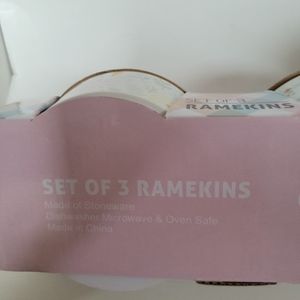 SET OF 3
RAMEKINS
SET OF 3 RAMEKINS
Made of Stoneware
Dishwasher Microwave & Oven Safe
Made in China